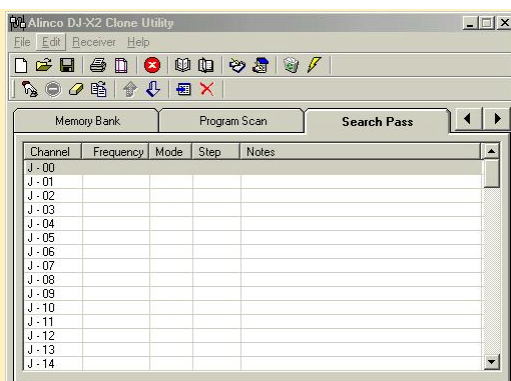 Alinco DJ-X2 Clone Utility
File Edit Receiver Help
Memory Bank Program Scan Search Pass
Channel Frequency Mode Step Notes
J - 00
J - 01
J - 02
J - 03
J - 04
J - 05
J - 06
J - 07
J - 08
J - 09
J - 10
J - 11
J - 12
J - 13
J - 14